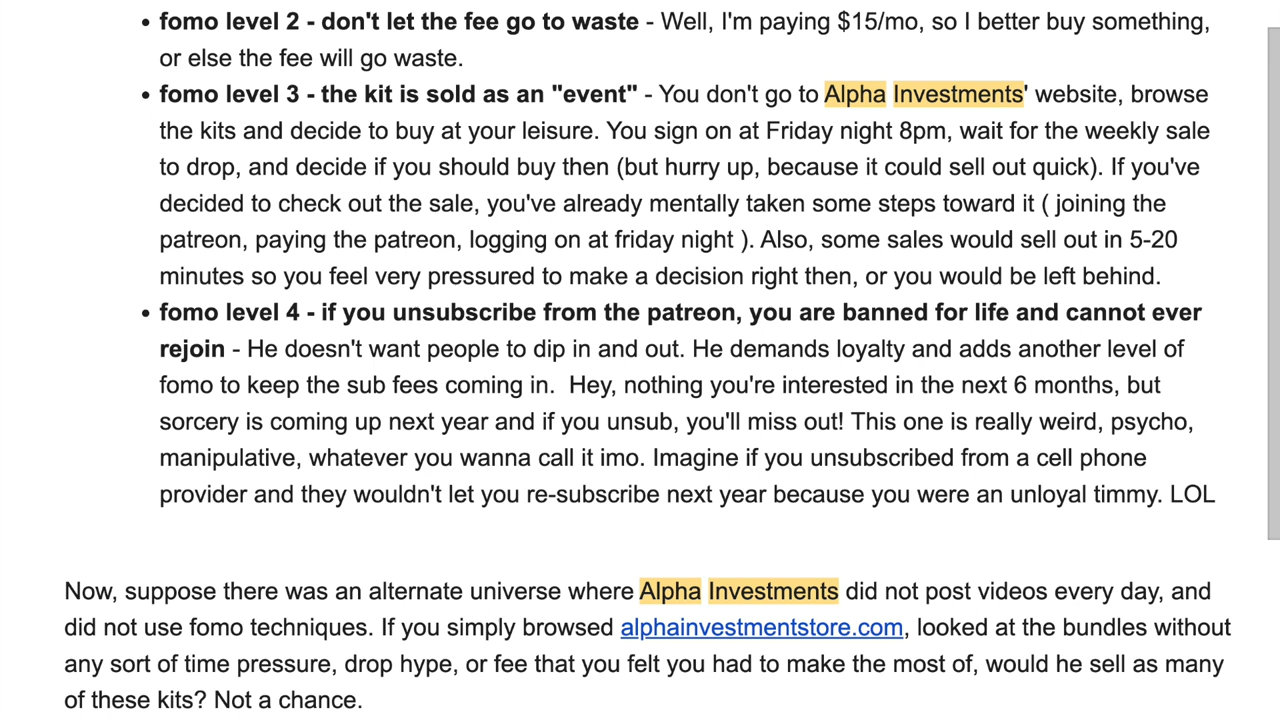 • fomo level 2 - don't let the fee go to waste - Well, I'm paying $15/mo, so I better buy something,
or else the fee will go waste.
• fomo level 3 - the kit is sold as an "event" - You don't go to Alpha Investments' website, browse
the kits and decide to buy at your leisure. You sign on at Friday night 8pm, wait for the weekly sale
to drop, and decide if you should buy then (but hurry up, because it could sell out quick). If you've
decided to check out the sale, you've already mentally taken some steps toward it ( joining the
patreon, paying the patreon, logging on at friday night ). Also, some sales would sell out in 5-20
minutes so you feel very pressured to make a decision right then, or you would be left behind.
• fomo level 4 - if you unsubscribe from the patreon, you are banned for life and cannot ever
rejoin - He doesn't want people to dip in and out. He demands loyalty and adds another level of
fomo to keep the sub fees coming in.  Hey, nothing you're interested in the next 6 months, but
sorcery is coming up next year and if you unsub, you'll miss out! This one is really weird, psycho,
manipulative, whatever you wanna call it imo. Imagine if you unsubscribed from a cell phone
provider and they wouldn't let you re-subscribe next year because you were an unloyal timmy. LOL
Now, suppose there was an alternate universe where Alpha Investments did not post videos every day, and
did not use fomo techniques. If you simply browsed alphainvestmentstore.com, looked at the bundles without
any sort of time pressure, drop hype, or fee that you felt you had to make the most of, would he sell as many
of these kits? Not a chance.